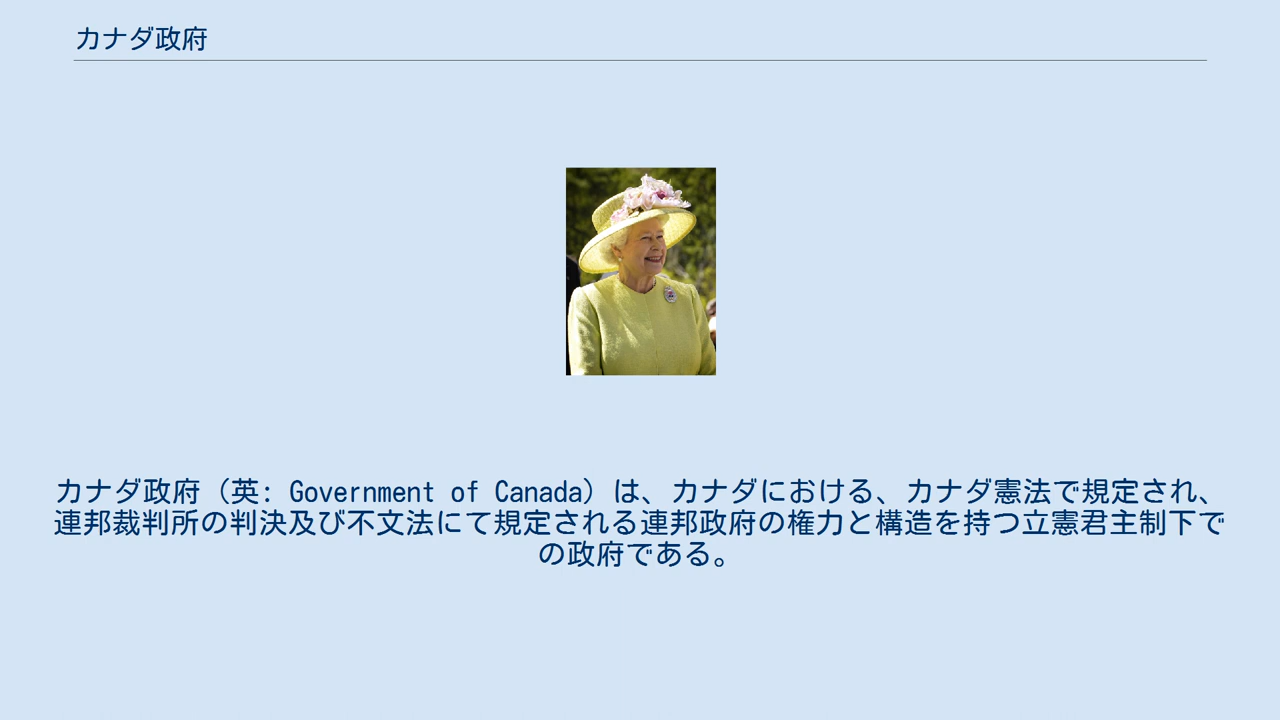 カナダ政府
カナダ政府（英: Government of Canada）は、カナダにおける、カナダ憲法で規定され、
連邦裁判所の判決及び不文法にて規定される連邦政府の権力と構造を持つ立憲君主制下で
の政府である。